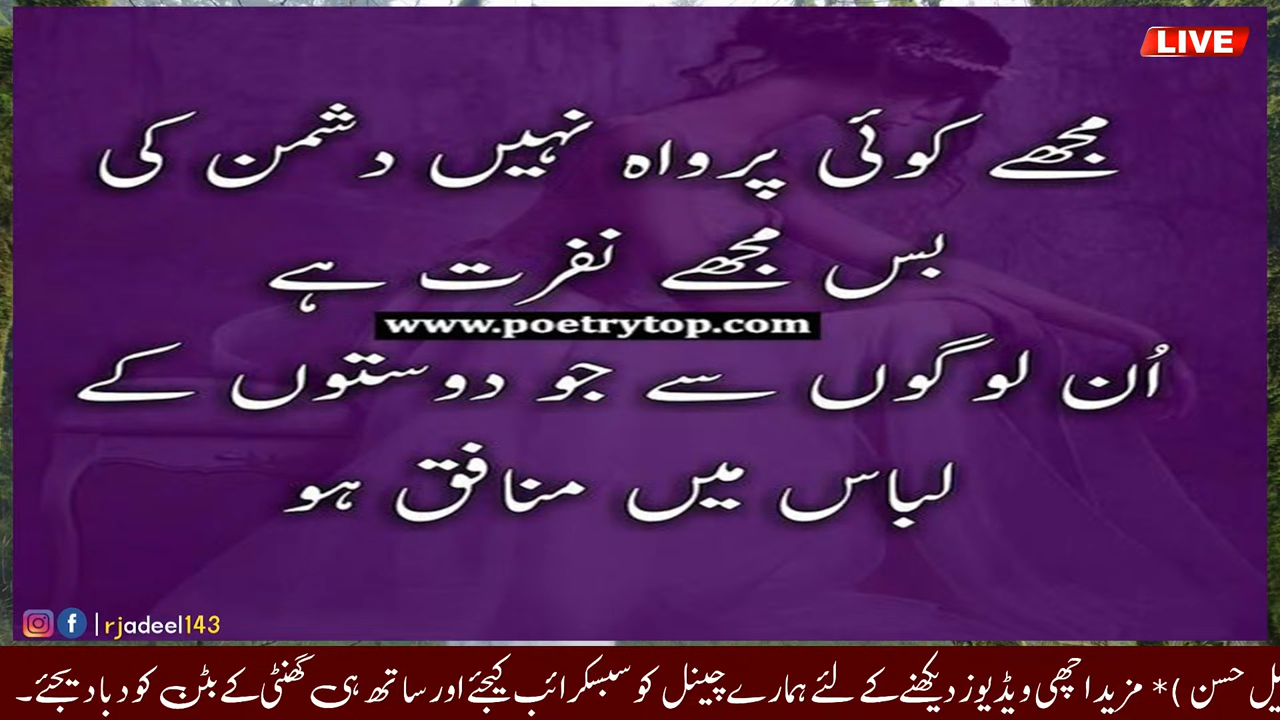 LIVE
مجھے کوئی پرواہ نہیں دشمن کی
بس مجھے نفرت ہے
www.poetrytop.com
اُن لوگوں سے جو دوستوں کے
لباس میں منافق ہو
|rjadeel143
حسن )* مزید اچھی ویڈیوز دیکھنے کے لئے ہمارے چینل کو سبسکرائب کیجئے اور ساتھ ہی گھنٹی کے بٹن کو دبا دیجئے۔